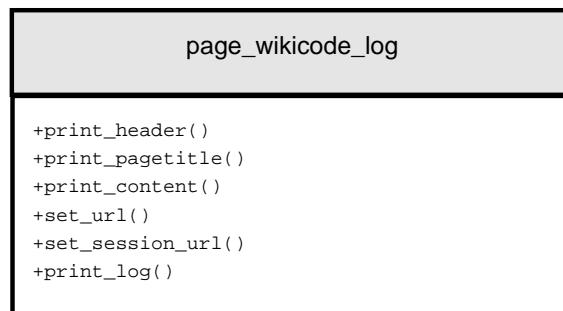 page_wikicode_log
+print_header()
+print_pagetitle()
+print_content()
+set_url()
+set_session_url()
+print_log()